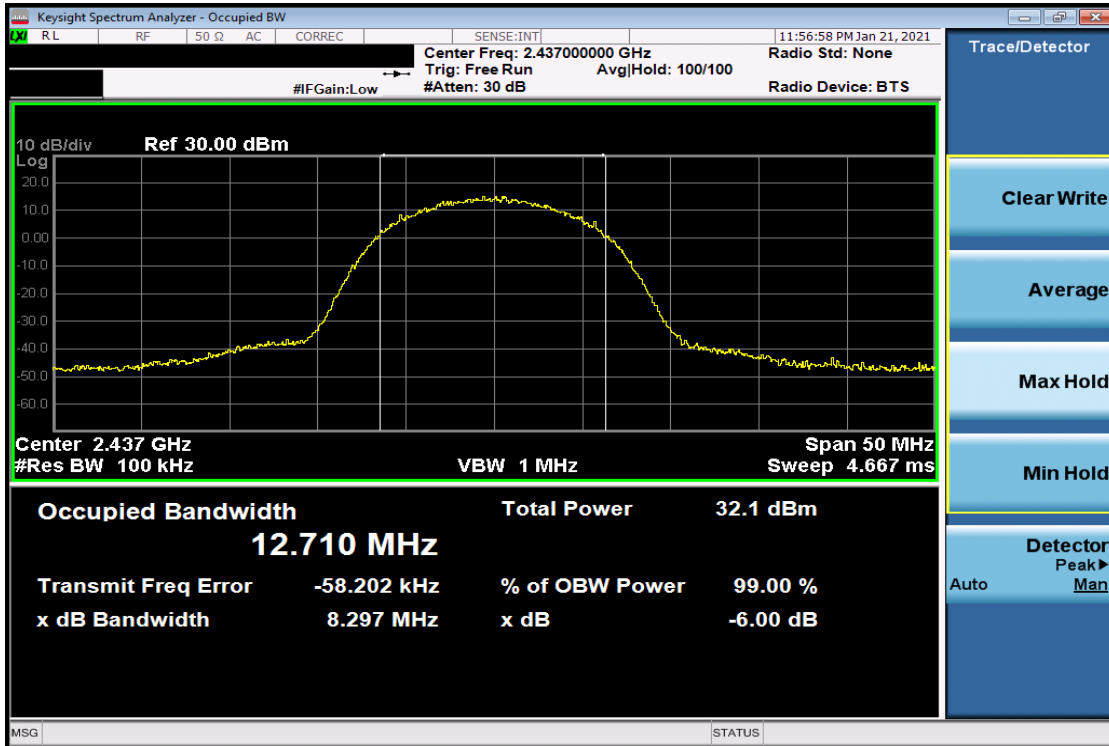 Keysight Spectrum Analyzer - Occupied BW
LXI RL RF 50 Ω AC CORREC SENSE:INT 11:56:58 PM Jan 21, 2021
Center Freq: 2.437000000 GHz Radio Std: None
Trig: Free Run Avg|Hold: 100/100
#IFGain:Low #Atten: 30 dB Radio Device: BTS
10 dB/div Ref 30.00 dBm
Log
20.0
10.0
0.00
-10.0
-20.0
-30.0
-40.0
-50.0
-60.0
Center 2.437 GHz Span 50 MHz
#Res BW 100 kHz VBW 1 MHz Sweep 4.667 ms
Occupied Bandwidth Total Power 32.1 dBm
12.710 MHz
Transmit Freq Error -58.202 kHz % of OBW Power 99.00 %
x dB Bandwidth 8.297 MHz x dB -6.00 dB
MSG STATUS
Trace/Detector
Clear Write
Average
Max Hold
Min Hold
Detector
Peak▶
Auto Man